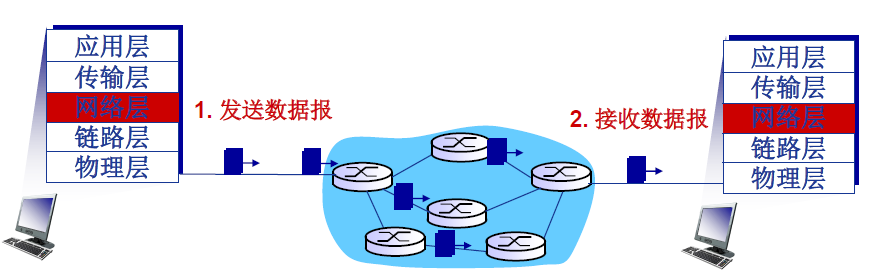 应用层
传输层
网络层
链路层
物理层
1. 发送数据报
2. 接收数据报
应用层
传输层
网络层
链路层
物理层